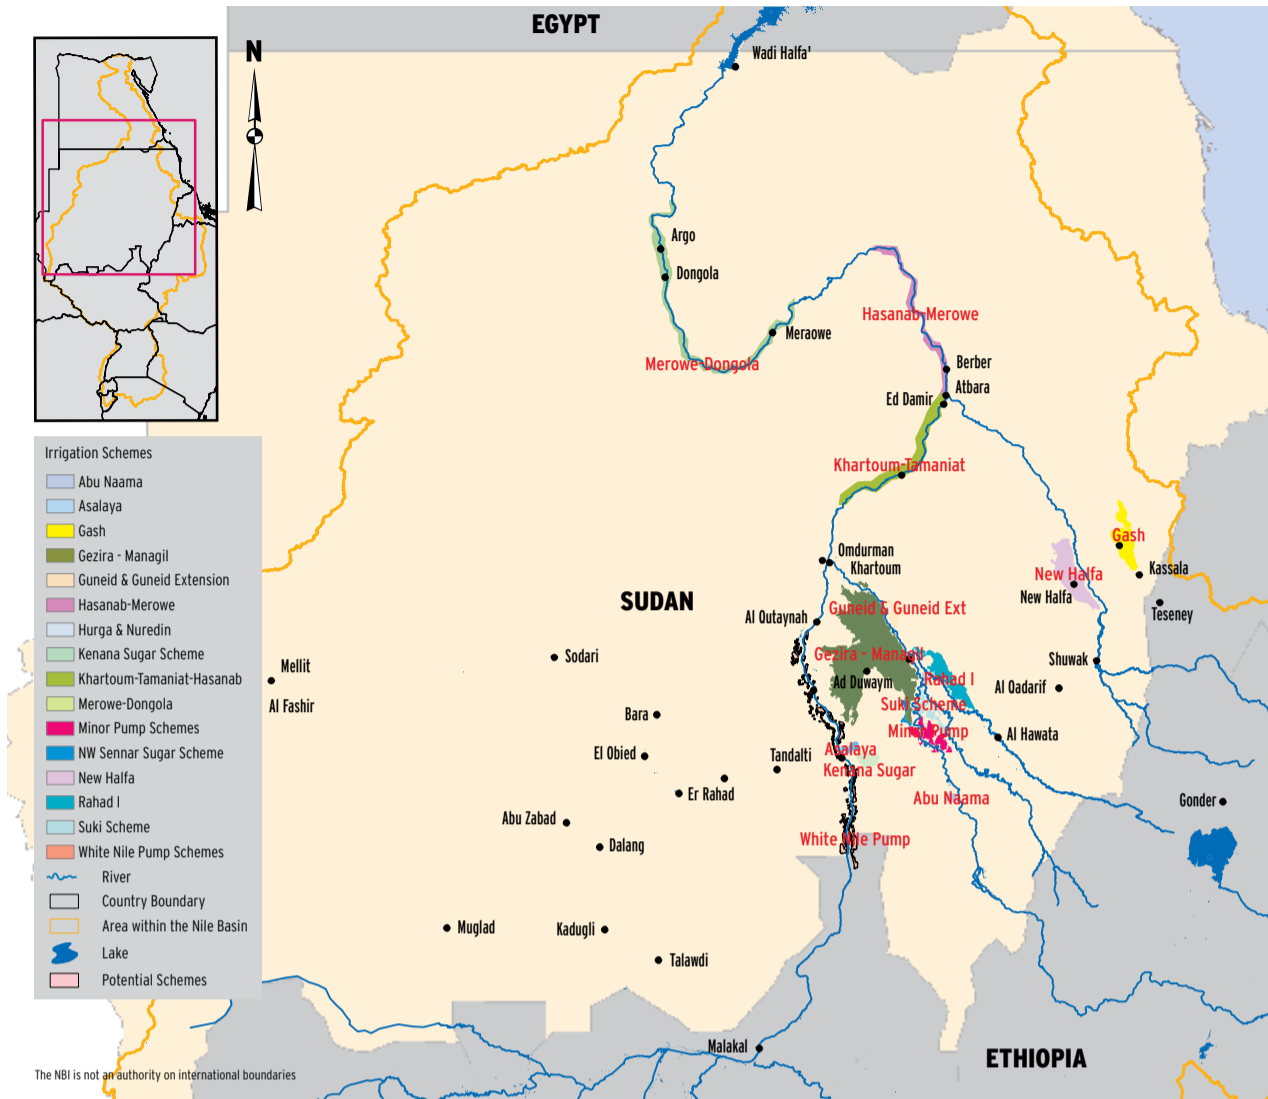 EGYPT
N
Wadi Halfa'
Argo
Dongola
Meraowe
Hasanab-Merowe
Merowe-Dongola
Berber
Atbara
Ed Damir
Khartoum-Tamaniat
Gash
Kassala
New Halfa
New Halfa
Teseney
Omdurman
Khartoum
SUDAN
Al Qutaynah
Guneid & Guneid Ext
Gezira - Managil
Ad Duwaym
Rahad I
Shuwak
Al Qadarif
Sodari
Mellit
Al Fashir
Suki Scheme
Bara
Minor Pump
Al Hawata
El Obied
Tandalti
Asalaya
Kenana Sugar
Er Rahad
Abu Naama
Gonder
Abu Zabad
Dalang
White Nile Pump
Muglad
Kadugli
Talawdi
Malakal
ETHIOPIA
Irrigation Schemes
Abu Naama
Asalaya
Gash
Gezira - Managil
Guneid & Guneid Extension
Hasanab-Merowe
Hurga & Nuredin
Kenana Sugar Scheme
Khartoum-Tamaniat-Hasanab
Merowe-Dongola
Minor Pump Schemes
NW Sennar Sugar Scheme
New Halfa
Rahad I
Suki Scheme
White Nile Pump Schemes
River
Country Boundary
Area within the Nile Basin
Lake
Potential Schemes
The NBI is not an authority on international boundaries